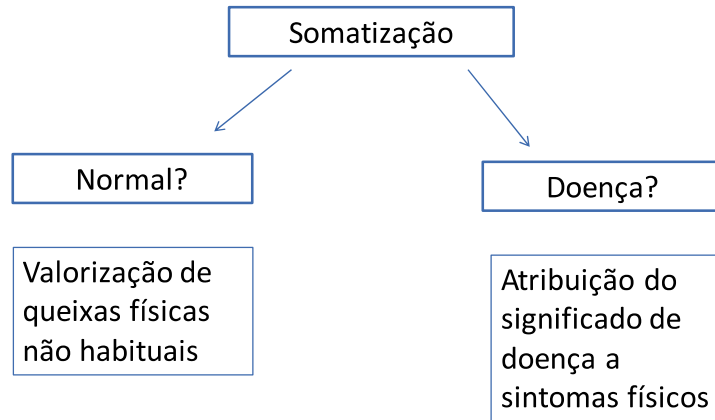 Somatização
Normal?
Doença?
Valorização de
queixas físicas
não habituais
Atribuição do
significado de
doença a
sintomas físicos